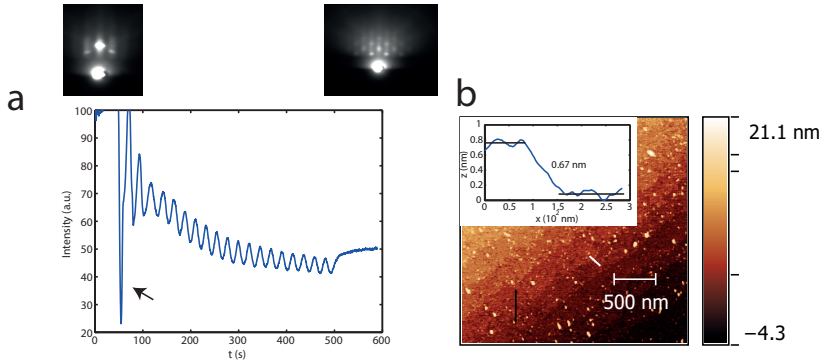 a
100
90
80
70
60
50
40
30
20
Intensity (a.u.)
0 100 200 300 400 500 600
t (s)
b
0.8
0.6
0.4
0.2
0
z (nm)
0.67 nm
0 0.5 1 1.5 2 2.5 3
x (10² nm)
500 nm
21.1 nm
−4.3